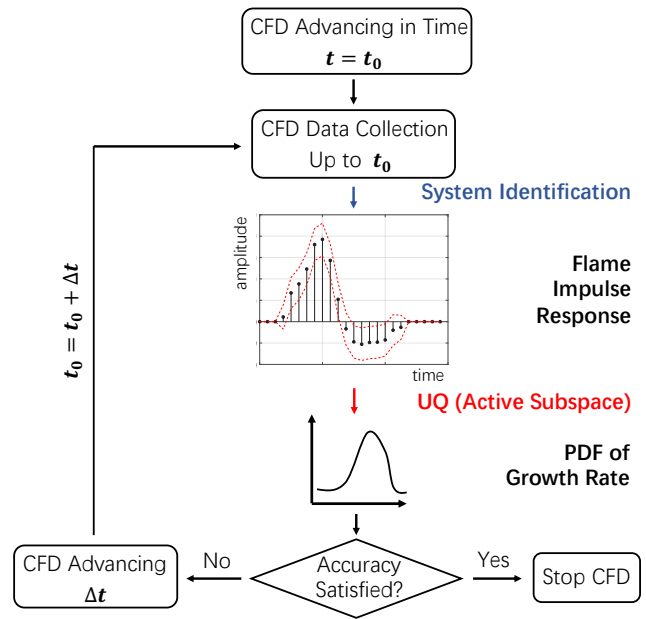 CFD Advancing in Time
t = t₀
CFD Data Collection
Up to t₀
System Identification
amplitude
time
Flame
Impulse
Response
t₀ = t₀ + Δt
UQ (Active Subspace)
PDF of
Growth Rate
CFD Advancing
Δt
No
Accuracy
Satisfied?
Yes
Stop CFD